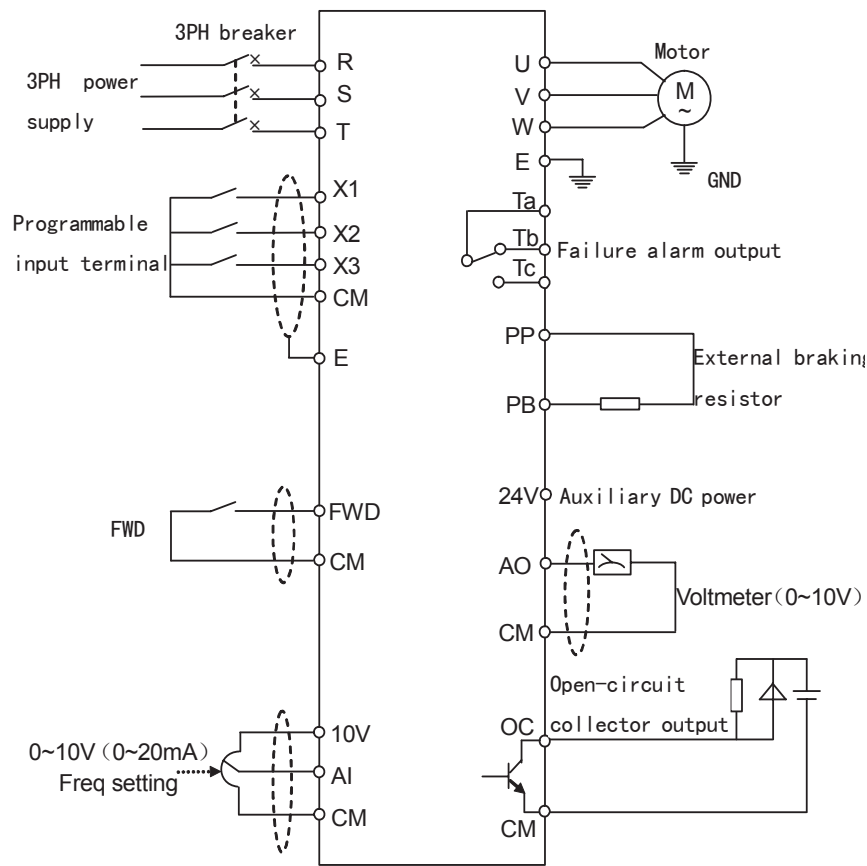 3PH breaker
3PH power
supply
R
S
T
Programmable
input terminal
X1
X2
X3
CM
E
FWD
FWD
CM
0~10V（0~20mA）
Freq setting
10V
AI
CM
U
V
W
E
Motor
M
~
GND
Ta
Tb
Tc
Failure alarm output
PP
PB
External braking
resistor
24V
Auxiliary DC power
AO
CM
Voltmeter（0~10V）
Open-circuit
collector output
OC
CM